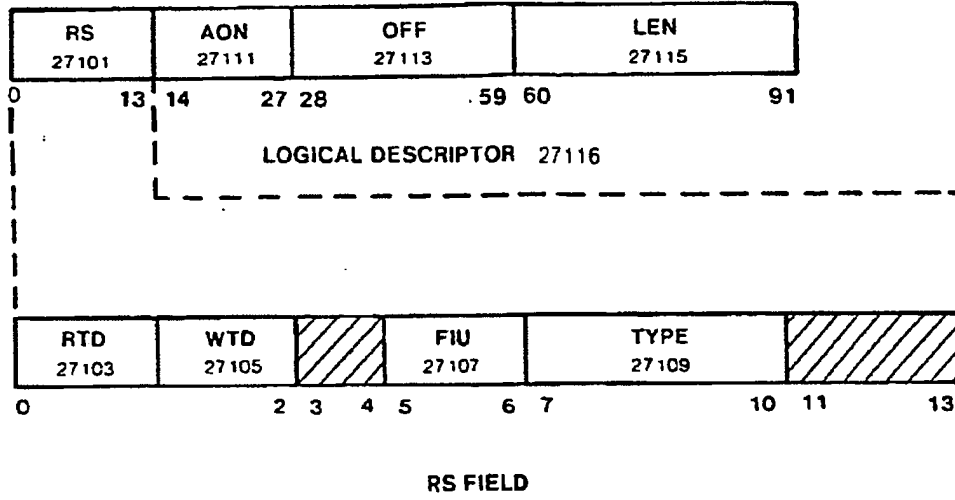 RS AON OFF LEN
27101 27111 27113 27115
0 13 14 27 28 59 60 91
LOGICAL DESCRIPTOR 27116
RTD WTD FIU TYPE
27103 27105 27107 27109
0 2 3 4 5 6 7 10 11 13
RS FIELD